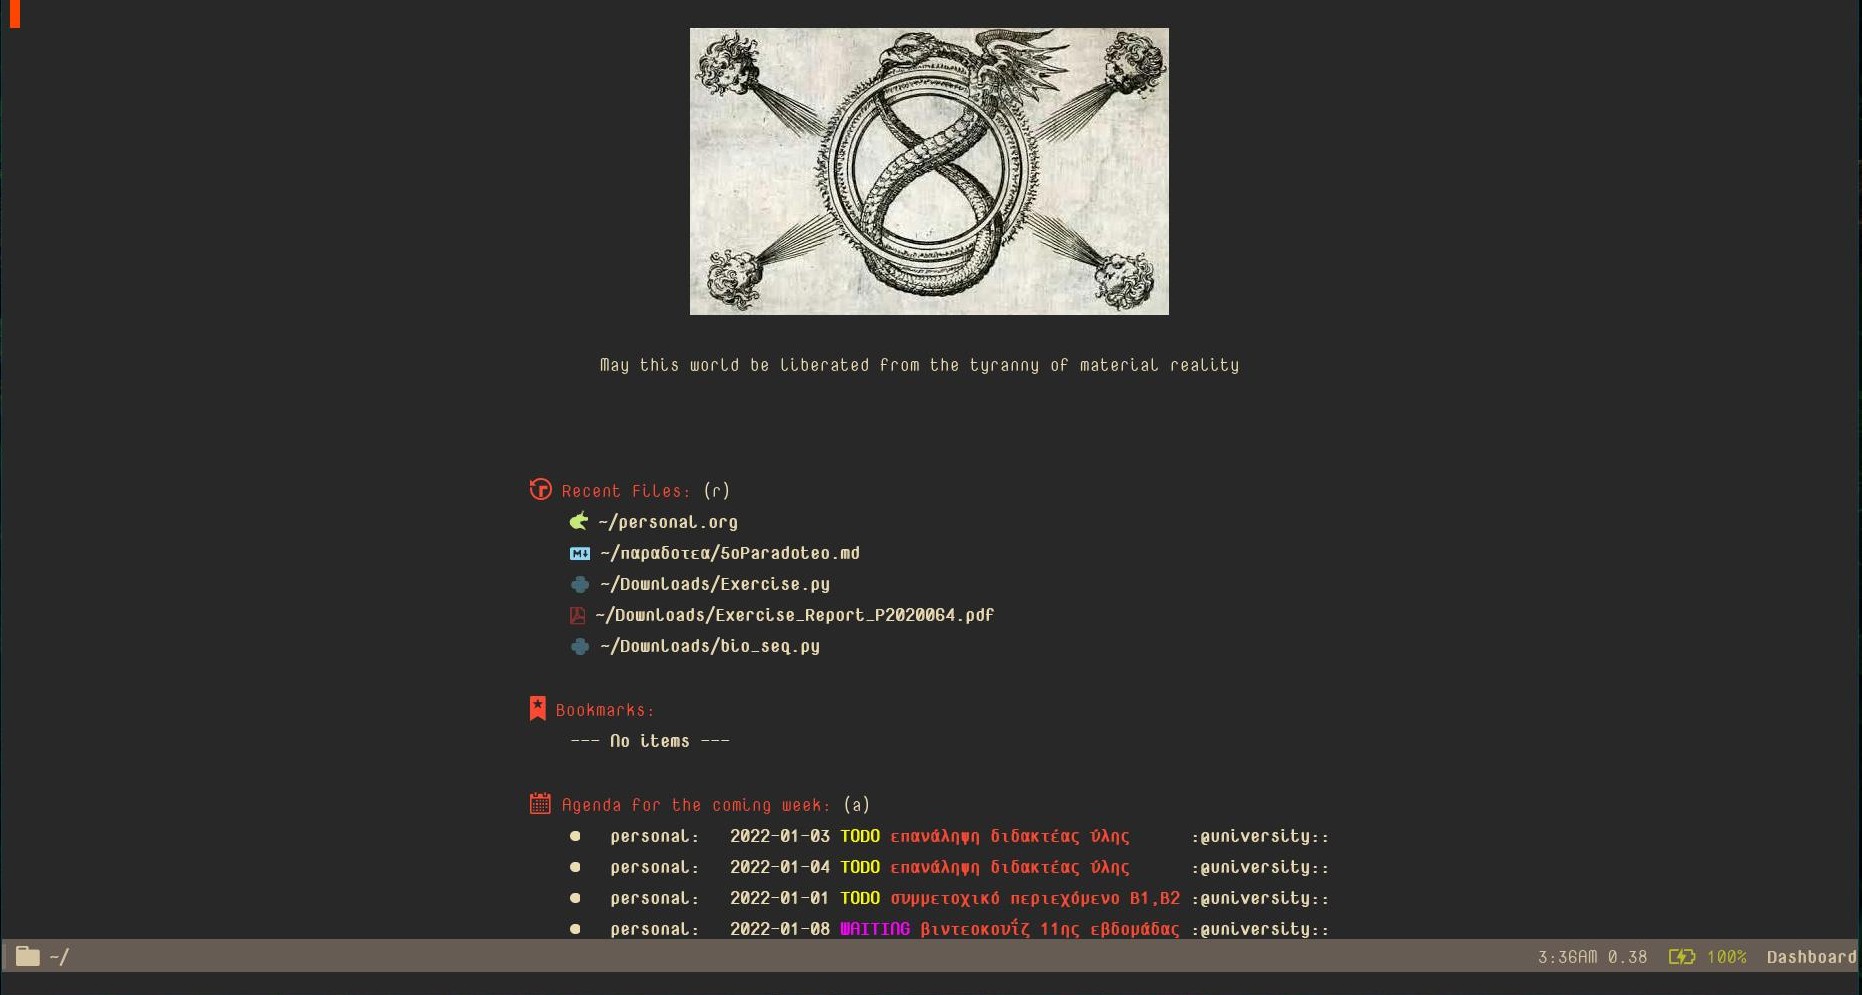 May this world be liberated from the tyranny of material reality
Recent Files: (r)
~/personal.org
~/παραδοτεα/5oParadoteo.md
~/Downloads/Exercise.py
~/Downloads/Exercise_Report_P2020064.pdf
~/Downloads/bio_seq.py
Bookmarks:
--- No items ---
Agenda for the coming week: (a)
personal: 2022-01-03 TODO επανάληψη διδακτέας ύλης :@university::
personal: 2022-01-04 TODO επανάληψη διδακτέας ύλης :@university::
personal: 2022-01-01 TODO συμμετοχικό περιεχόμενο Β1,Β2 :@university::
personal: 2022-01-08 WAITING βιντεοκουΐζ 11ης εβδομάδας :@university::
~/ 3:36AM 0.38 100% Dashboard